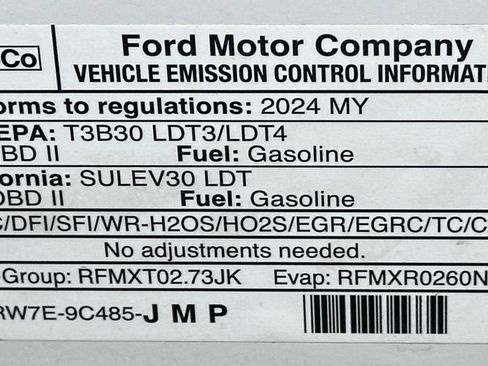 Co
Ford Motor Company
VEHICLE EMISSION CONTROL INFORMAT
orms to regulations: 2024 MY
EPA: T3B30 LDT3/LDT4
BD II Fuel: Gasoline
ornia: SULEV30 LDT
OBD II Fuel: Gasoline
C/DFI/SFI/WR-H2OS/HO2S/EGR/EGRC/TC/C
No adjustments needed.
-Group: RFMXT02.73JK Evap: RFMXR0260N
RW7E-9C485-J M P